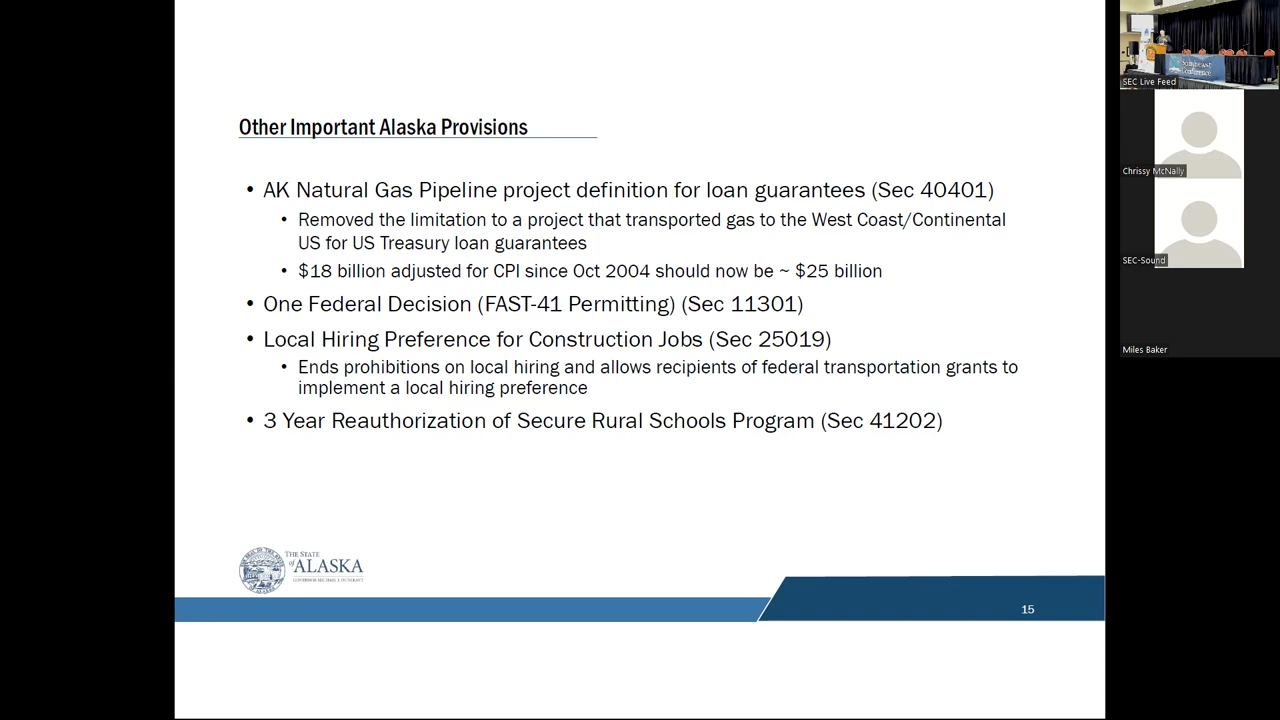 Other Important Alaska Provisions
• AK Natural Gas Pipeline project definition for loan guarantees (Sec 40401)
• Removed the limitation to a project that transported gas to the West Coast/Continental
US for US Treasury loan guarantees
• $18 billion adjusted for CPI since Oct 2004 should now be ~ $25 billion
• One Federal Decision (FAST-41 Permitting) (Sec 11301)
• Local Hiring Preference for Construction Jobs (Sec 25019)
• Ends prohibitions on local hiring and allows recipients of federal transportation grants to
implement a local hiring preference
• 3 Year Reauthorization of Secure Rural Schools Program (Sec 41202)
THE STATE
of ALASKA
GOVERNOR MICHAEL J. DUNLEAVY
15
Southeast
Conference
SEC Live Feed
Chrissy McNally
SEC-Sound
Miles Baker